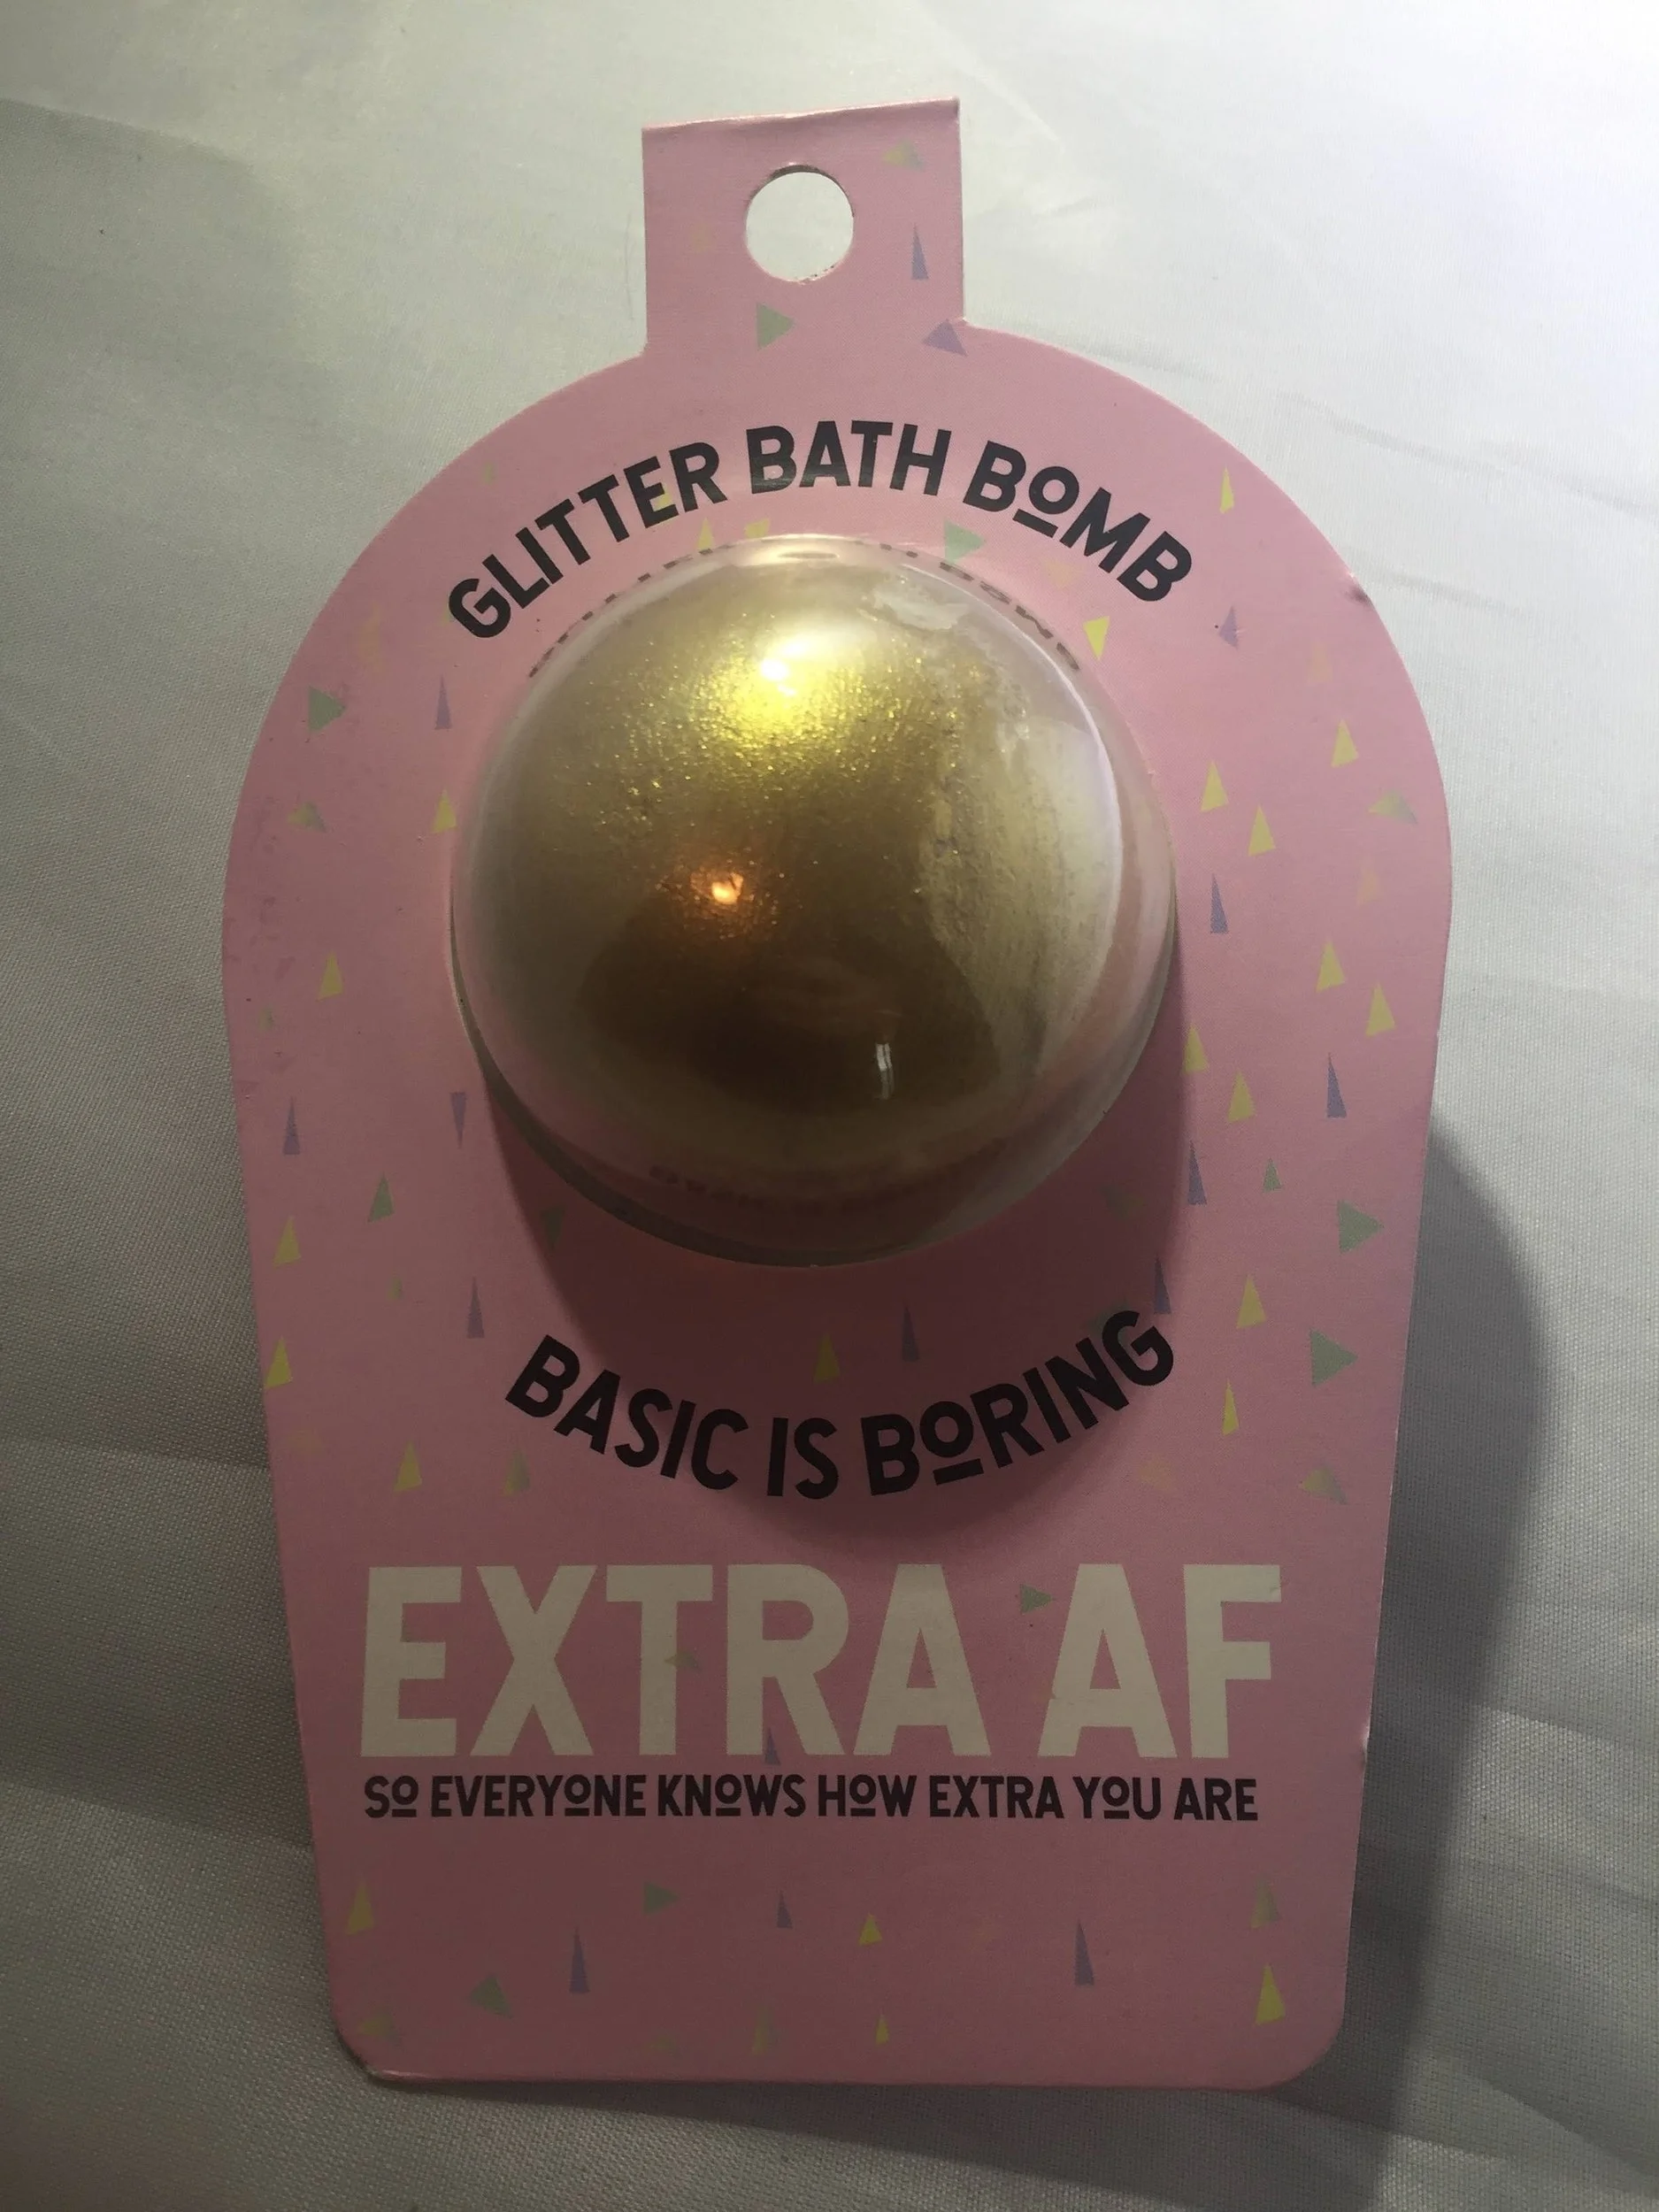 GLITTER BATH BOMB
BASIC IS BORING
EXTRA AF
SO EVERYONE KNOWS HOW EXTRA YOU ARE